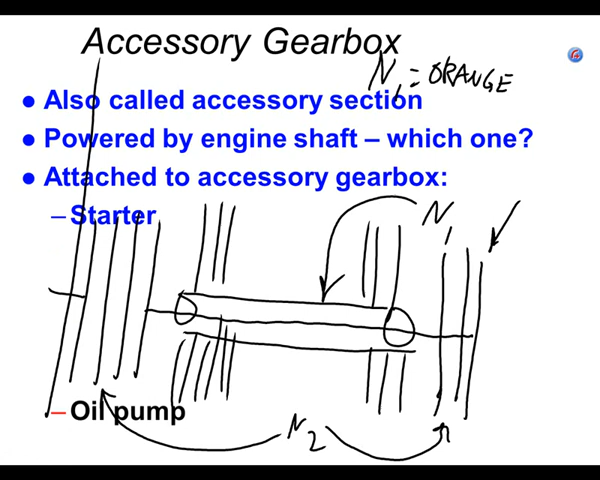 Accessory Gearbox
N1 = ORANGE
● Also called accessory section
● Powered by engine shaft – which one?
● Attached to accessory gearbox:
– Starter
N1
– Oil pump
N2